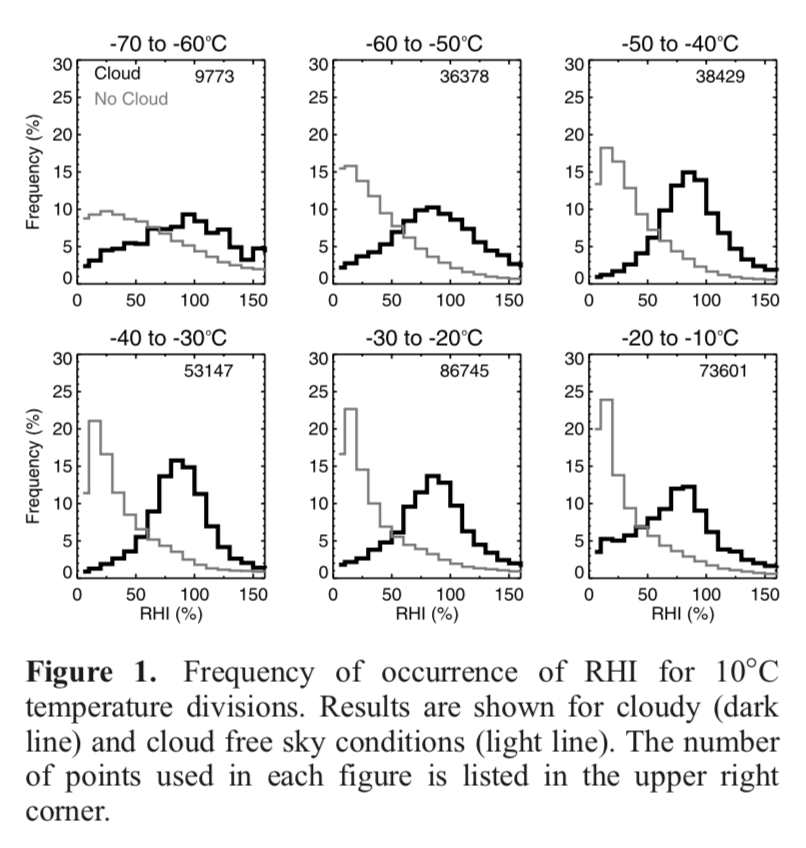 -70 to -60°C
30
25
20
15
10
5
0
Frequency (%)
Cloud
No Cloud
9773
0 50 100 150
-60 to -50°C
30
25
20
15
10
5
0
36378
0 50 100 150
-50 to -40°C
30
25
20
15
10
5
0
38429
0 50 100 150
-40 to -30°C
30
25
20
15
10
5
0
Frequency (%)
53147
0 50 100 150
RHI (%)
-30 to -20°C
30
25
20
15
10
5
0
86745
0 50 100 150
RHI (%)
-20 to -10°C
30
25
20
15
10
5
0
73601
0 50 100 150
RHI (%)
Figure 1. Frequency of occurrence of RHI for 10°C
temperature divisions. Results are shown for cloudy (dark
line) and cloud free sky conditions (light line). The number
of points used in each figure is listed in the upper right
corner.